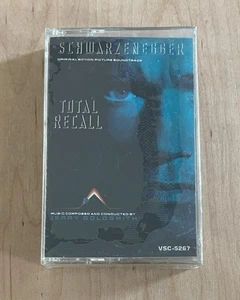 SCHWARZENEGGER
ORIGINAL MOTION PICTURE SOUNDTRACK
TOTAL
RECALL
MUSIC COMPOSED AND CONDUCTED BY
JERRY GOLDSMITH
VSC-5267